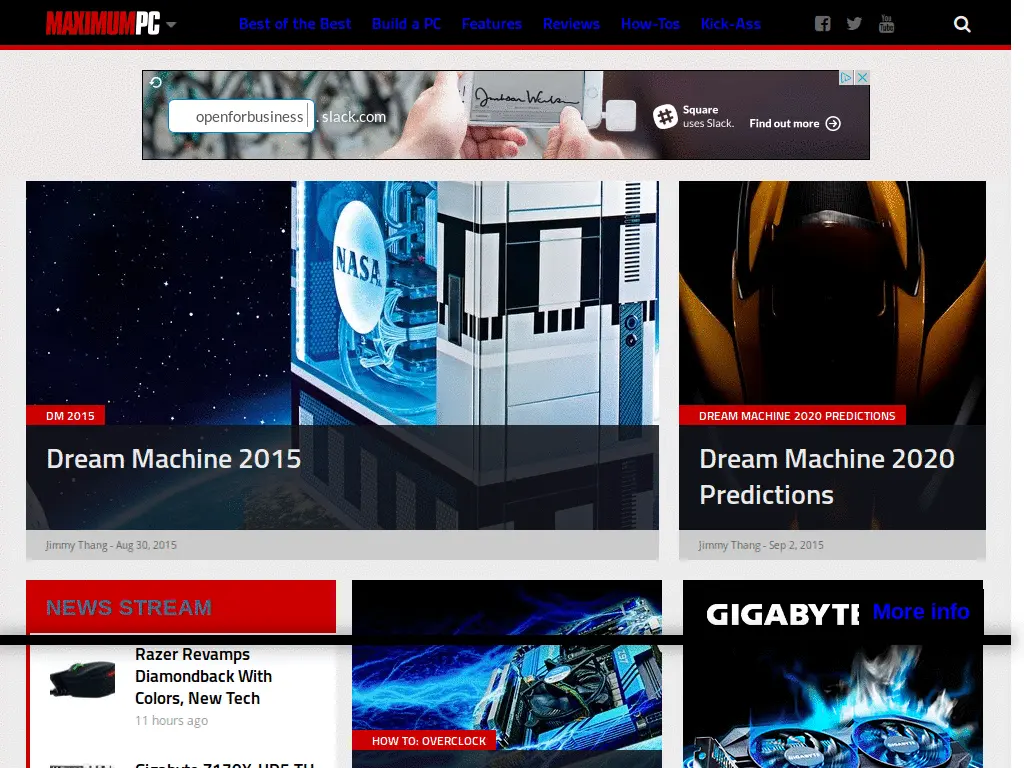 MAXIMUMPC
Best of the Best Build a PC Features Reviews How-Tos Kick-Ass
You Tube
openforbusiness .slack.com
Square
uses Slack. Find out more
NASA
DM 2015
Dream Machine 2015
Jimmy Thang - Aug 30, 2015
DREAM MACHINE 2020 PREDICTIONS
Dream Machine 2020
Predictions
Jimmy Thang - Sep 2, 2015
NEWS STREAM
Razer Revamps
Diamondback With
Colors, New Tech
11 hours ago
HOW TO: OVERCLOCK
GIGABYTE More info
GIGABYTE
GIGABYTE